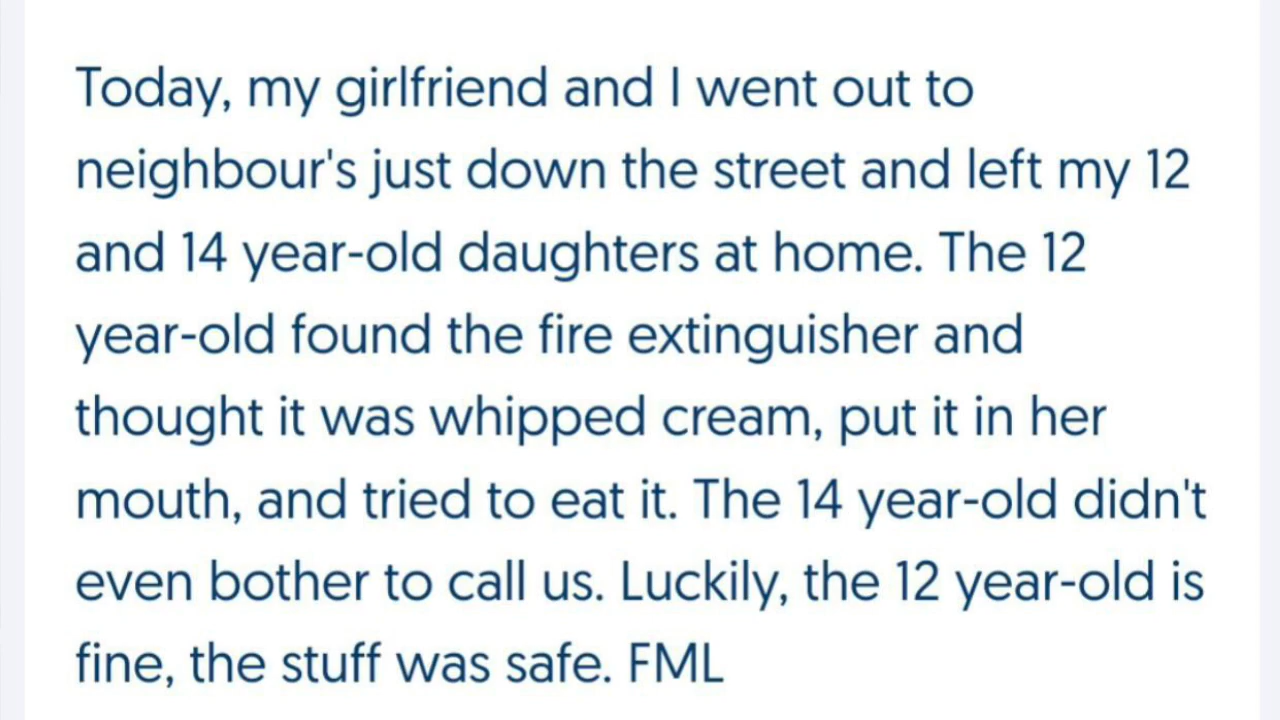 Today, my girlfriend and I went out to
neighbour's just down the street and left my 12
and 14 year-old daughters at home. The 12
year-old found the fire extinguisher and
thought it was whipped cream, put it in her
mouth, and tried to eat it. The 14 year-old didn't
even bother to call us. Luckily, the 12 year-old is
fine, the stuff was safe. FML